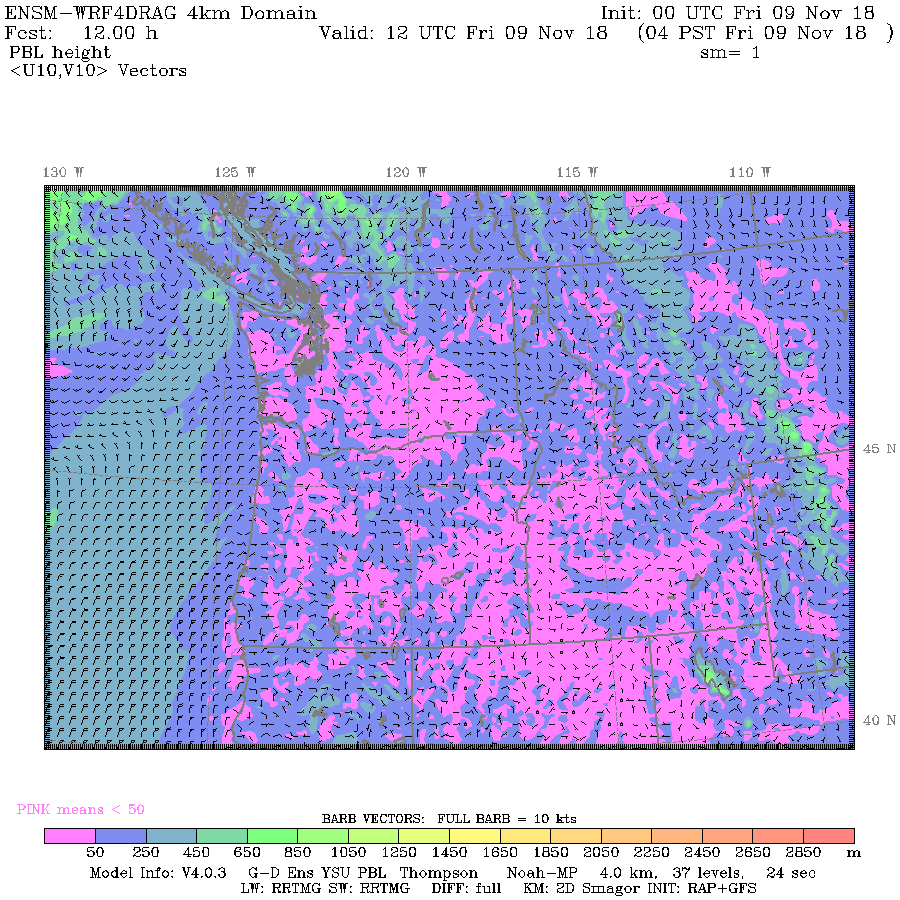 ENSM-WRF4DRAG 4km Domain Init: 00 UTC Fri 09 Nov 18
Fcst: 12.00 h Valid: 12 UTC Fri 09 Nov 18 (04 PST Fri 09 Nov 18 )
PBL height sm= 1
<U10,V10> Vectors
130 W 125 W 120 W 115 W 110 W
45 N
40 N
PINK means < 50
BARB VECTORS: FULL BARB = 10 kts
50 250 450 650 850 1050 1250 1450 1650 1850 2050 2250 2450 2650 2850 m
Model Info: V4.0.3 G-D Ens YSU PBL Thompson Noah-MP 4.0 km, 37 levels, 24 sec
LW: RRTMG SW: RRTMG DIFF: full KM: 2D Smagor INIT: RAP+GFS